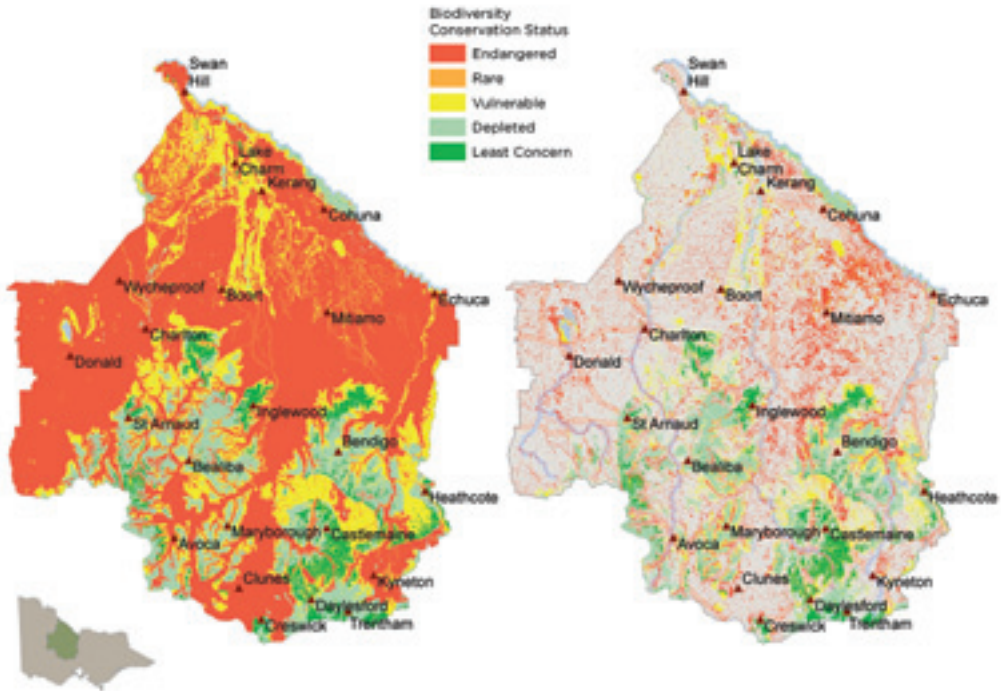 Biodiversity
Conservation Status
Endangered
Rare
Vulnerable
Depleted
Least Concern
Swan
Hill
Lake
Charm
Kerang
Cohuna
Wycheproof
Boort
Echuca
Mitiamo
Charlton
Donald
Inglewood
St Arnaud
Bendigo
Bealiba
Heathcote
Maryborough
Castlemaine
Avoca
Clunes
Kyneton
Daylesford
Creswick
Trentham
Swan
Hill
Lake
Charm
Kerang
Cohuna
Wycheproof
Boort
Echuca
Mitiamo
Charlton
Donald
Inglewood
St Arnaud
Bendigo
Bealiba
Heathcote
Maryborough
Castlemaine
Avoca
Clunes
Kyneton
Daylesford
Creswick
Trentham